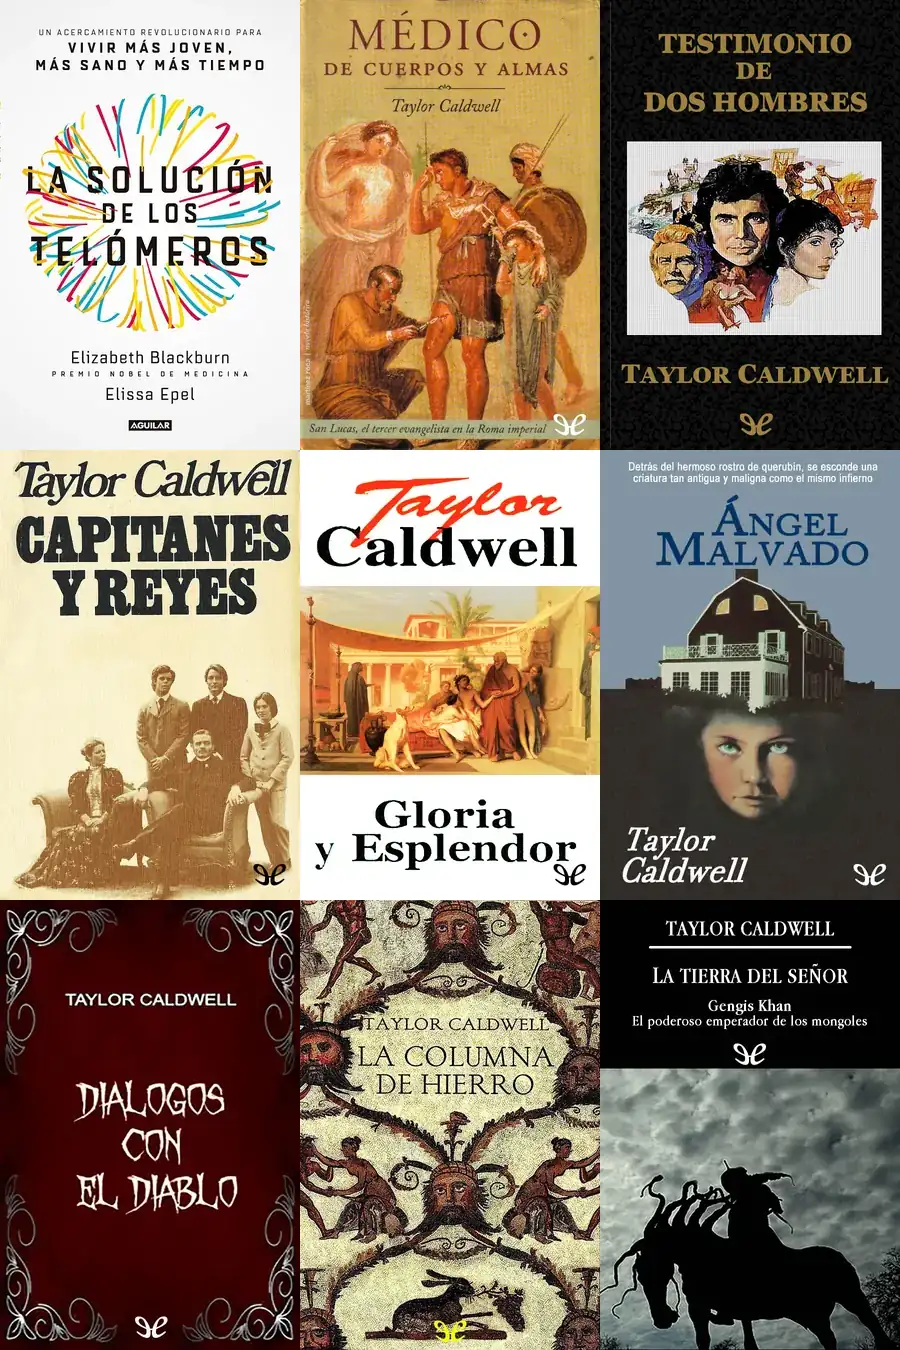 UN ACERCAMIENTO REVOLUCIONARIO PARA
VIVIR MÁS JOVEN,
MÁS SANO Y MÁS TIEMPO
LA SOLUCIÓN
DE LOS
TELÓMEROS
Elizabeth Blackburn
PREMIO NOBEL DE MEDICINA
Elissa Epel
AGUILAR
MÉDICO
DE CUERPOS Y ALMAS
Taylor Caldwell
San Lucas, el tercer evangelista en la Roma imperial
TESTIMONIO
DE
DOS HOMBRES
TAYLOR CALDWELL
Taylor Caldwell
CAPITANES
Y REYES
Taylor
Caldwell
Gloria
y Esplendor
Detrás del hermoso rostro de querubin, se esconde una
criatura tan antigua y maligna como el mismo infierno
ÁNGEL
MALVADO
Taylor
Caldwell
TAYLOR CALDWELL
DIALOGOS
CON
EL DIABLO
TAYLOR CALDWELL
LA COLUMNA
DE HIERRO
TAYLOR CALDWELL
LA TIERRA DEL SEÑOR
Gengis Khan
El poderoso emperador de los mongoles